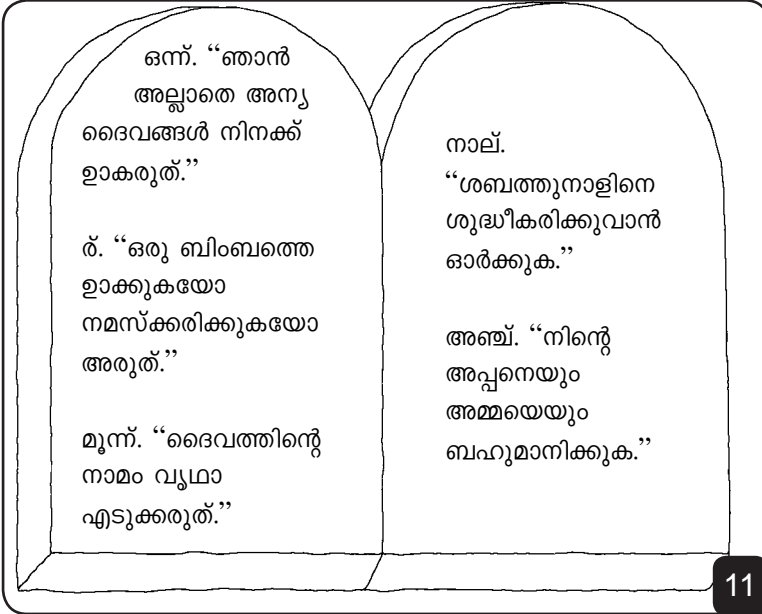 ഒന്ന്. “ഞാൻ
അല്ലാതെ അന്യ
ദൈവങ്ങൾ നിനക്ക്
ഉാകരുത്.”
ര്. “ഒരു ബിംബത്തെ
ഉാക്കുകയോ
നമസ്ക്കരിക്കുകയോ
അരുത്.”
മൂന്ന്. “ദൈവത്തിന്റെ
നാമം വൃഥാ
എടുക്കരുത്.”
നാല്.
“ശബത്തുനാളിനെ
ശുദ്ധീകരിക്കുവാൻ
ഓർക്കുക.”
അഞ്ച്. “നിന്റെ
അപ്പനെയും
അമ്മയെയും
ബഹുമാനിക്കുക.”
11